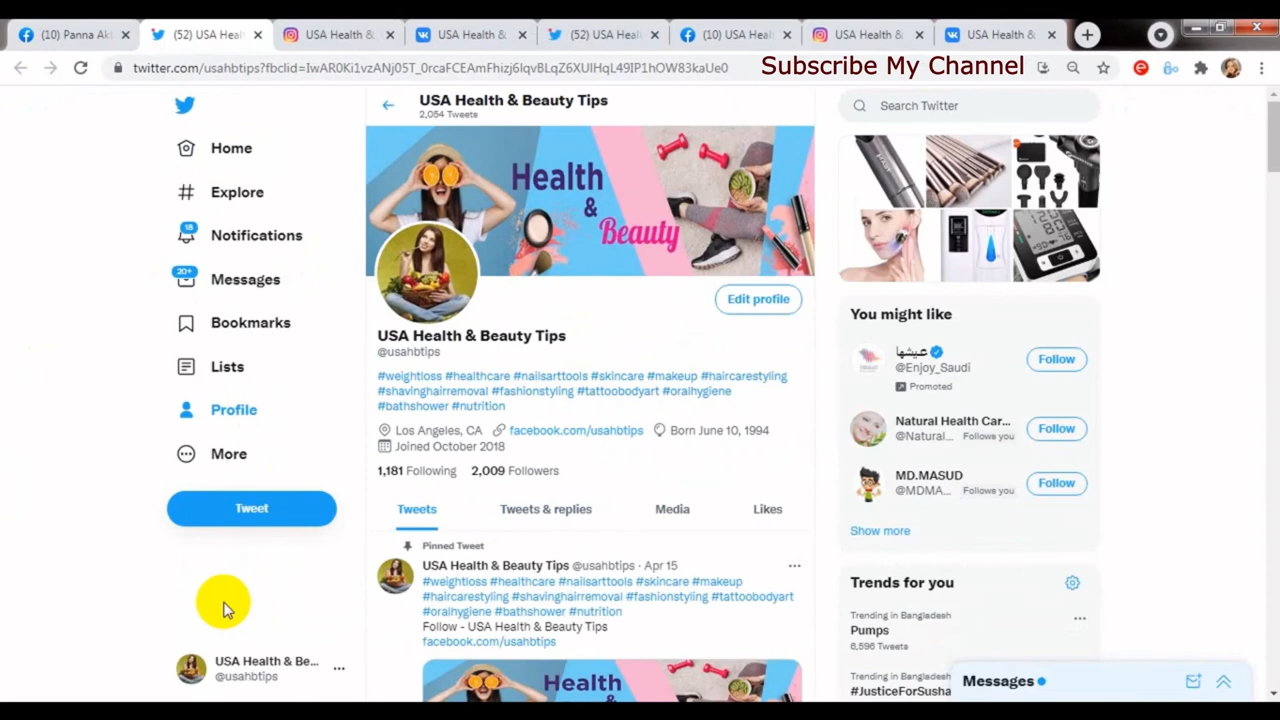 (10) Panna Aks
(52) USA Heal
USA Health &
USA Health
(52) USA Heal
(10) USA Heal
USA Health &
USA Health &
twitter.com/usahbtips?fbclid=IwAR0Ki1vzANj05T_0rcaFCEAmFhizj6IqvBLqZ6XUIHqL49IP1hOW83kaUe0
Subscribe My Channel
Home
Explore
18
Notifications
20+
Messages
Bookmarks
Lists
Profile
More
Tweet
USA Health & Be...
@usahbtips
USA Health & Beauty Tips
2,054 Tweets
Health
&
Beauty
Edit profile
USA Health & Beauty Tips
@usahbtips
#weightloss #healthcare #nailsarttools #skincare #makeup #haircarestyling
#shavinghairremoval #fashionstyling #tattoobodyart #oralhygiene
#bathshower #nutrition
Los Angeles, CA facebook.com/usahbtips Born June 10, 1994
Joined October 2018
1,181 Following 2,009 Followers
Tweets Tweets & replies Media Likes
Pinned Tweet
USA Health & Beauty Tips @usahbtips · Apr 15
#weightloss #healthcare #nailsarttools #skincare #makeup
#haircarestyling #shavinghairremoval #fashionstyling #tattoobodyart
#oralhygiene #bathshower #nutrition
Follow - USA Health & Beauty Tips
facebook.com/usahbtips
Health
Search Twitter
You might like
عيشها
@Enjoy_Saudi
Promoted
Follow
Natural Health Car...
@Natural... Follows you
Follow
MD.MASUD
@MDMA... Follows you
Follow
Show more
Trends for you
Trending in Bangladesh
Pumps
6,596 Tweets
Trending in Bangladesh
#JusticeForSusha
Messages